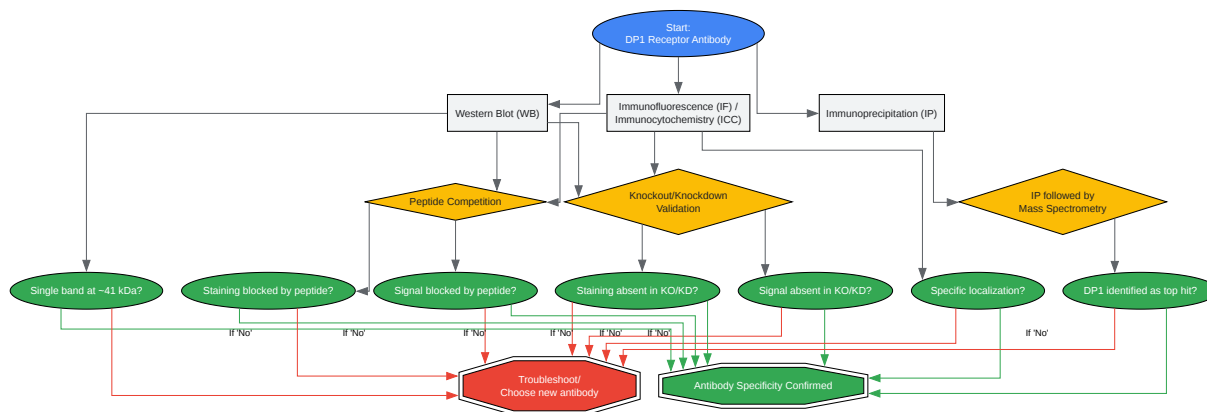 Start:
DP1 Receptor Antibody
Western Blot (WB)
Immunofluorescence (IF) /
Immunocytochemistry (ICC)
Immunoprecipitation (IP)
Peptide Competition
Knockout/Knockdown
Validation
IP followed by
Mass Spectrometry
Single band at ~41 kDa?
Staining blocked by peptide?
Signal blocked by peptide?
Staining absent in KO/KD?
Signal absent in KO/KD?
Specific localization?
DP1 identified as top hit?
If 'No'
If 'No'
If 'No'
If 'No'
If 'No'
If 'No'
If 'No'
Troubleshoot/
Choose new antibody
Antibody Specificity Confirmed